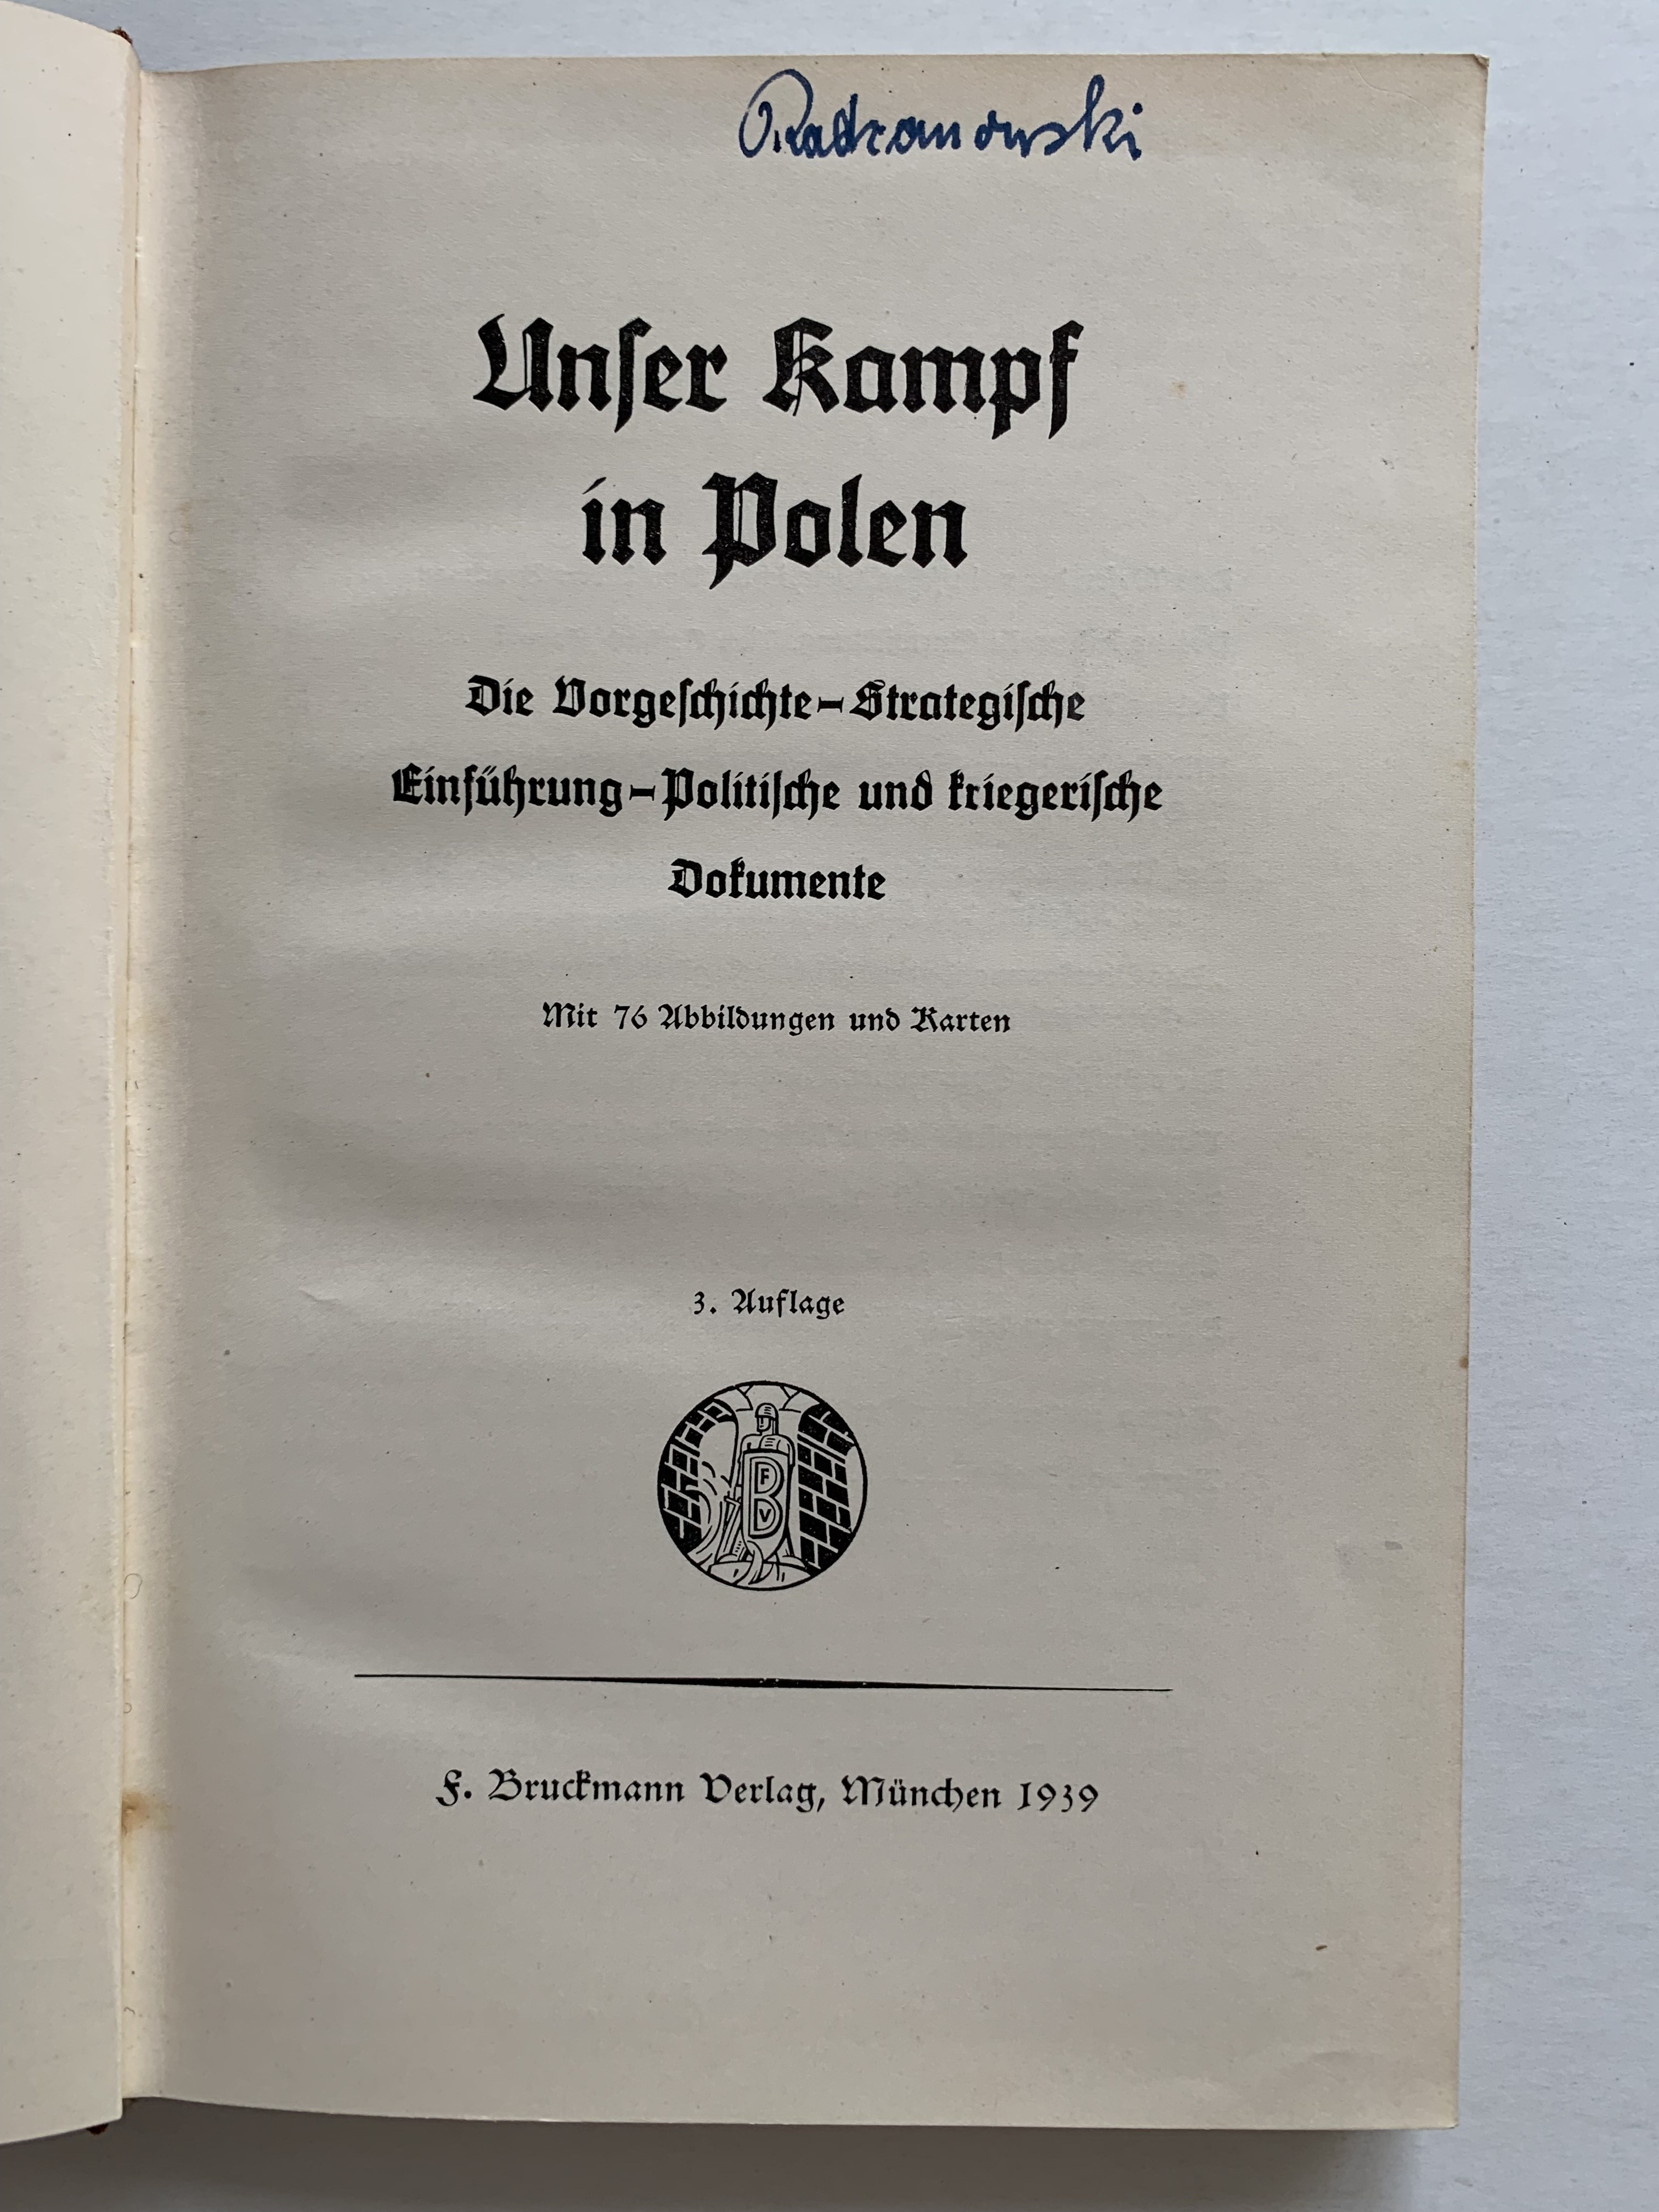 Unſer Kampf
in Polen
Die Vorgeſchichte – Strategiſche
Einführung – Politiſche und kriegeriſche
Dokumente
Mit 76 Abbildungen und Karten
3. Auflage
F
B
V
F. Bruckmann Verlag, München 1939